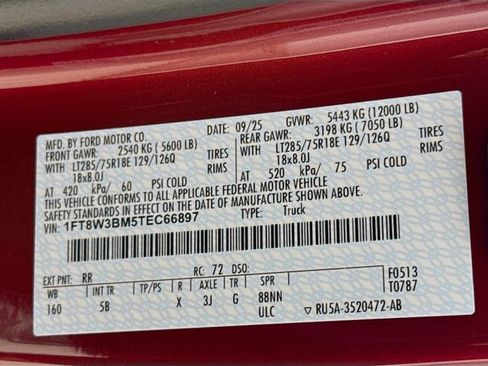 MFD. BY FORD MOTOR CO.
DATE: 09/25 GVWR: 5443 KG (12000 LB)
FRONT GAWR: 2540 KG (5600 LB) REAR GAWR: 3198 KG (7050 LB)
WITH LT285/75R18E 129/126Q TIRES WITH LT285/75R18E 129/126Q TIRES
18x8.0J RIMS 18x8.0J RIMS
AT 420 kPa/ 60 PSI COLD AT 520 kPa/ 75 PSI COLD
THIS VEHICLE CONFORMS TO ALL APPLICABLE FEDERAL MOTOR VEHICLE
SAFETY STANDARDS IN EFFECT ON THE DATE OF MANUFACTURE SHOWN ABOVE.
VIN: 1FT8W3BM5TEC66897 TYPE: Truck
EXT PNT: RR RC: 72 DSO: F0513
WB INT TR TP/PS R AXLE TR SPR T0787
160 5B X 3J G 88NN
ULC RU5A-3520472-AB